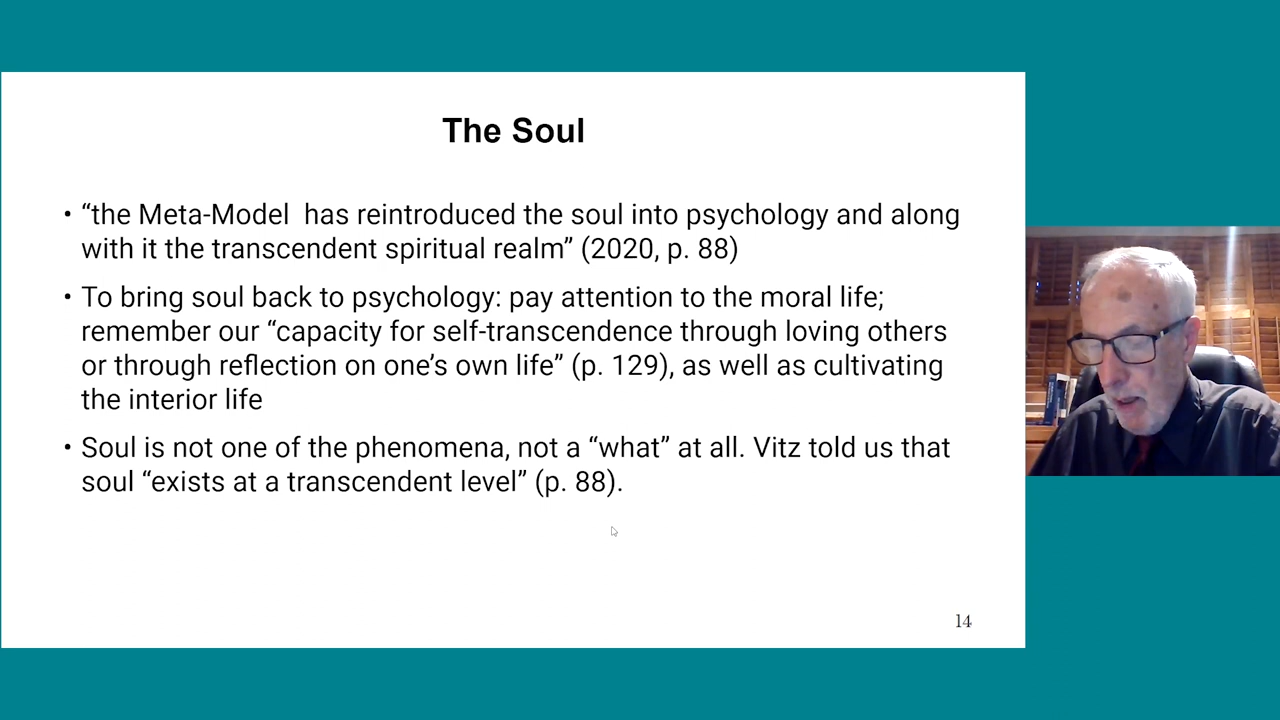 The Soul
• “the Meta-Model  has reintroduced the soul into psychology and along
with it the transcendent spiritual realm” (2020, p. 88)
• To bring soul back to psychology: pay attention to the moral life;
remember our “capacity for self-transcendence through loving others
or through reflection on one’s own life” (p. 129), as well as cultivating
the interior life
• Soul is not one of the phenomena, not a “what” at all. Vitz told us that
soul “exists at a transcendent level” (p. 88).
14